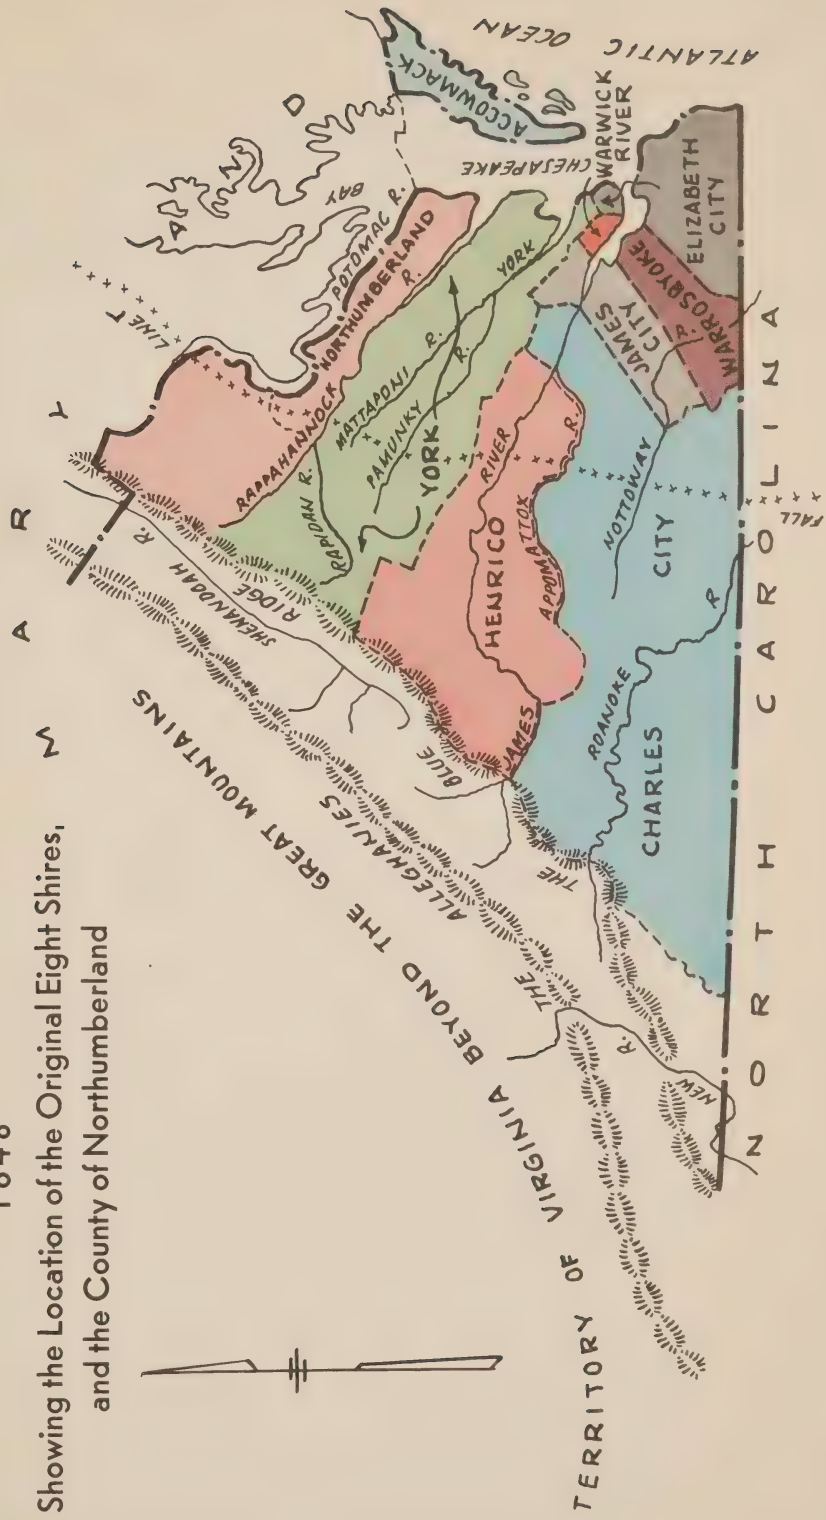 1648
Showing the Location of the Original Eight Shires,
and the County of Northumberland
M A R Y L A N D
LINE
BAY
POTOMAC R.
NORTHUMBERLAND
RAPPAHANNOCK R.
ACCOWMACK
ATLANTIC OCEAN
CHESAPEAKE
WARWICK
RIVER
YORK
MATTAPONI R.
PAMUNKY R.
YORK
RAPIDAN R.
SHENANDOAH R.
THE BLUE RIDGE
THE ALLEGHANIES
TERRITORY OF VIRGINIA BEYOND THE GREAT MOUNTAINS
HENRICO
JAMES RIVER
APPOMATTOX R.
JAMES
CITY
WARROSQYOKE
ELIZABETH
CITY
NOTTOWAY R.
CHARLES CITY
ROANOKE R
FALL
NEW R.
NORTH CAROLINA